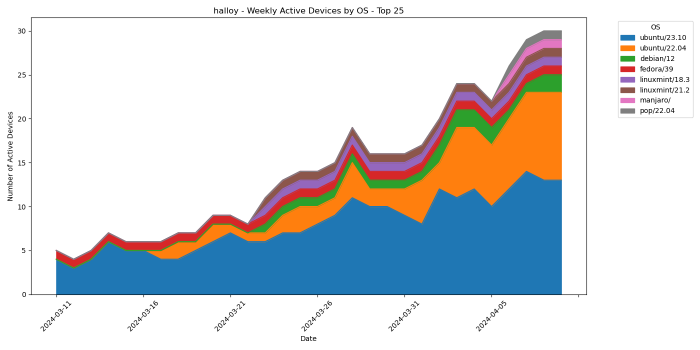 halloy - Weekly Active Devices by OS - Top 25
Number of Active Devices
30
25
20
15
10
5
0
2024-03-11
2024-03-16
2024-03-21
2024-03-26
2024-03-31
2024-04-05
Date
OS
ubuntu/23.10
ubuntu/22.04
debian/12
fedora/39
linuxmint/18.3
linuxmint/21.2
manjaro/
pop/22.04